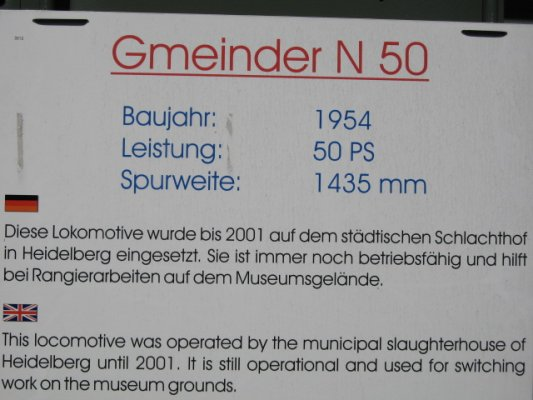 Gmeinder N 50
Baujahr: 1954
Leistung: 50 PS
Spurweite: 1435 mm
Diese Lokomotive wurde bis 2001 auf dem städtischen Schlachthof
in Heidelberg eingesetzt. Sie ist immer noch betriebsfähig und hilft
bei Rangierarbeiten auf dem Museumsgelände.
This locomotive was operated by the municipal slaughterhouse of
Heidelberg until 2001. It is still operational and used for switching
work on the museum grounds.